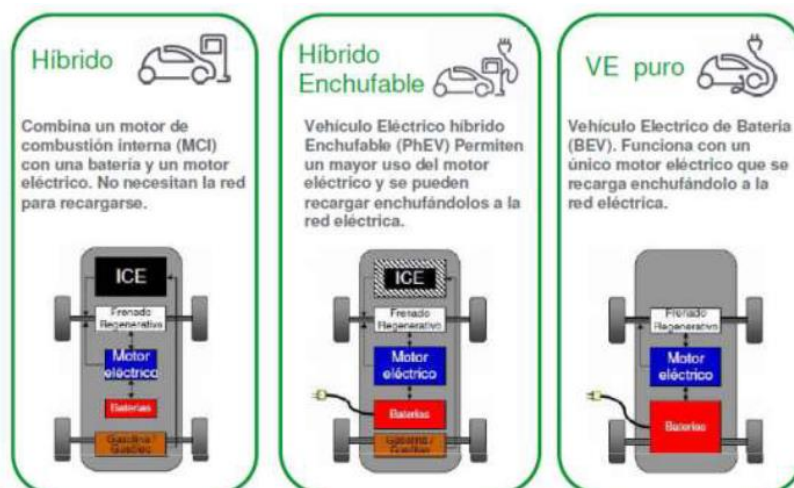 Híbrido
Combina un motor de
combustión interna (MCI)
con una batería y un motor
eléctrico. No necesitan la red
para recargarse.
ICE
Frenado
Regenerativo
Motor
eléctrico
Baterías
Gasolina /
Gasóleo
Híbrido
Enchufable
Vehículo Eléctrico híbrido
Enchufable (PhEV) Permiten
un mayor uso del motor
eléctrico y se pueden
recargar enchufándolos a la
red eléctrica.
ICE
Frenado
Regenerativo
Motor
eléctrico
Baterías
Gasolina /
Gasóleo
VE puro
Vehículo Electrico de Batería
(BEV). Funciona con un
único motor eléctrico que se
recarga enchufándolo a la
red eléctrica.
Frenado
Regenerativo
Motor
eléctrico
Baterías